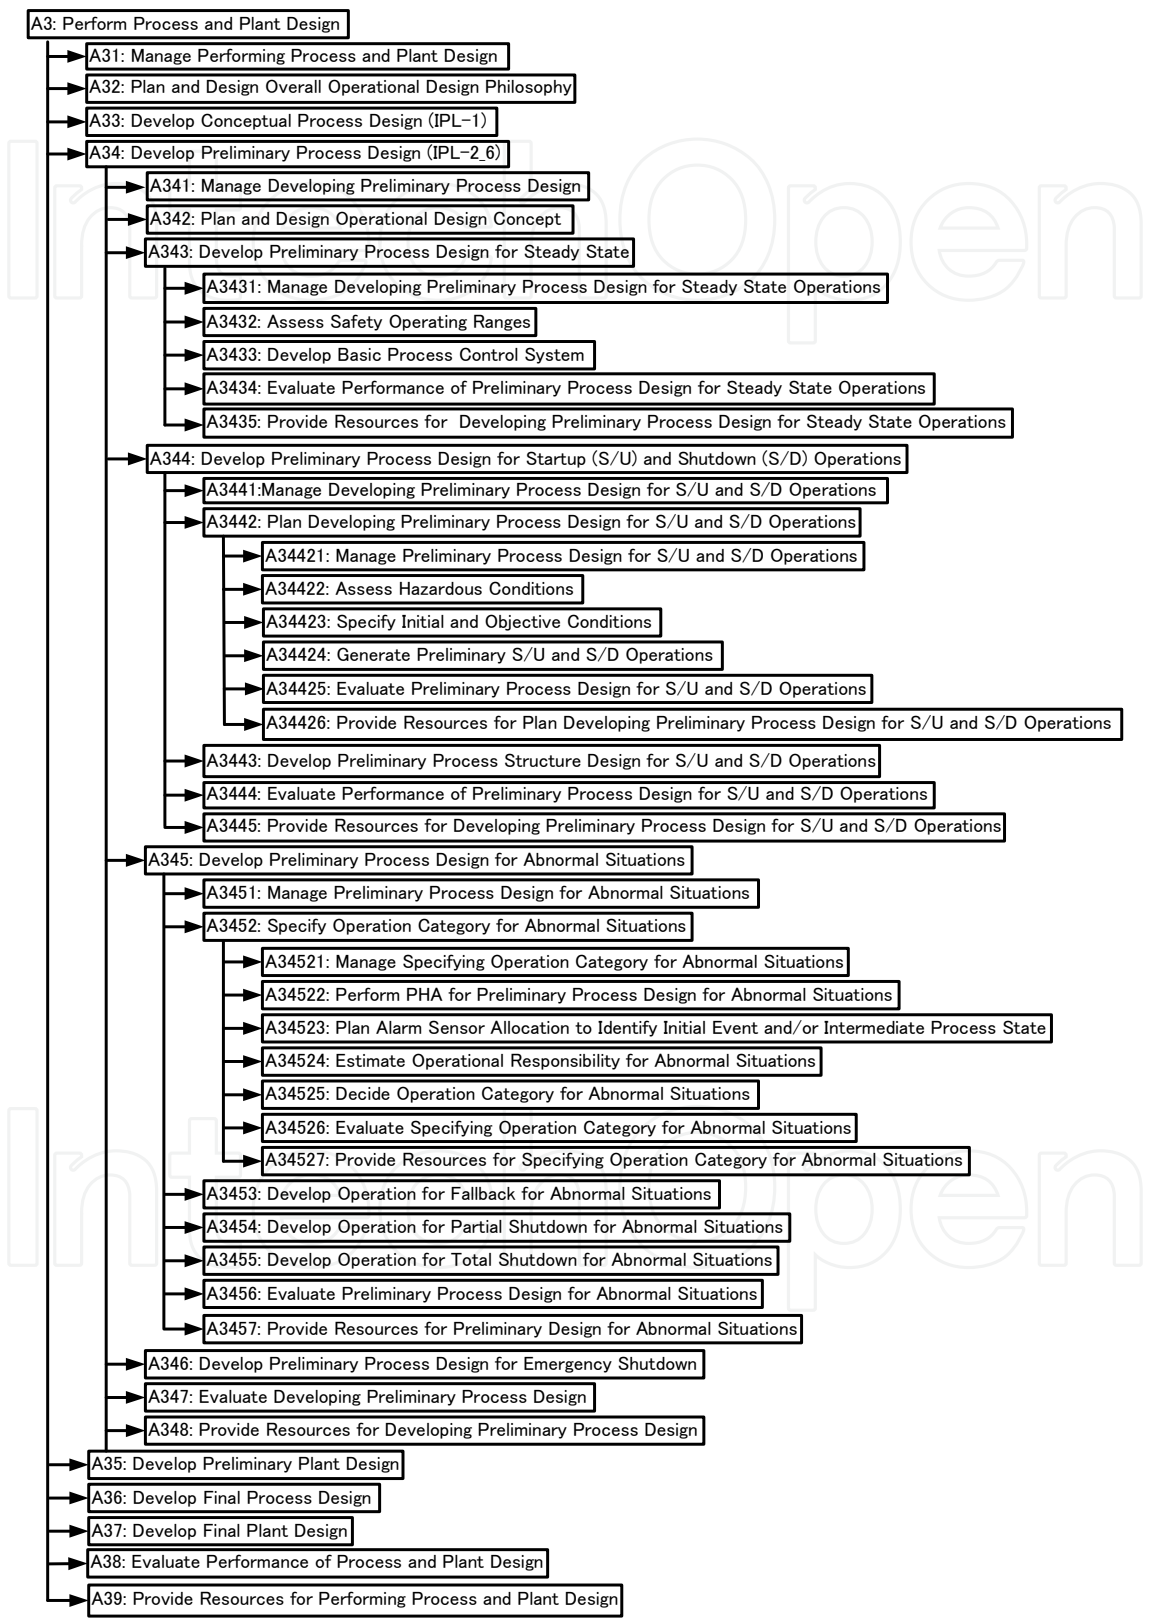 A3: Perform Process and Plant Design
A31: Manage Performing Process and Plant Design
A32: Plan and Design Overall Operational Design Philosophy
A33: Develop Conceptual Process Design (IPL-1)
A34: Develop Preliminary Process Design (IPL-2_6)
A341: Manage Developing Preliminary Process Design
A342: Plan and Design Operational Design Concept
A343: Develop Preliminary Process Design for Steady State
A3431: Manage Developing Preliminary Process Design for Steady State Operations
A3432: Assess Safety Operating Ranges
A3433: Develop Basic Process Control System
A3434: Evaluate Performance of Preliminary Process Design for Steady State Operations
A3435: Provide Resources for Developing Preliminary Process Design for Steady State Operations
A344: Develop Preliminary Process Design for Startup (S/U) and Shutdown (S/D) Operations
A3441:Manage Developing Preliminary Process Design for S/U and S/D Operations
A3442: Plan Developing Preliminary Process Design for S/U and S/D Operations
A34421: Manage Preliminary Process Design for S/U and S/D Operations
A34422: Assess Hazardous Conditions
A34423: Specify Initial and Objective Conditions
A34424: Generate Preliminary S/U and S/D Operations
A34425: Evaluate Preliminary Process Design for S/U and S/D Operations
A34426: Provide Resources for Plan Developing Preliminary Process Design for S/U and S/D Operations
A3443: Develop Preliminary Process Structure Design for S/U and S/D Operations
A3444: Evaluate Performance of Preliminary Process Design for S/U and S/D Operations
A3445: Provide Resources for Developing Preliminary Process Design for S/U and S/D Operations
A345: Develop Preliminary Process Design for Abnormal Situations
A3451: Manage Preliminary Process Design for Abnormal Situations
A3452: Specify Operation Category for Abnormal Situations
A34521: Manage Specifying Operation Category for Abnormal Situations
A34522: Perform PHA for Preliminary Process Design for Abnormal Situations
A34523: Plan Alarm Sensor Allocation to Identify Initial Event and/or Intermediate Process State
A34524: Estimate Operational Responsibility for Abnormal Situations
A34525: Decide Operation Category for Abnormal Situations
A34526: Evaluate Specifying Operation Category for Abnormal Situations
A34527: Provide Resources for Specifying Operation Category for Abnormal Situations
A3453: Develop Operation for Fallback for Abnormal Situations
A3454: Develop Operation for Partial Shutdown for Abnormal Situations
A3455: Develop Operation for Total Shutdown for Abnormal Situations
A3456: Evaluate Preliminary Process Design for Abnormal Situations
A3457: Provide Resources for Preliminary Design for Abnormal Situations
A346: Develop Preliminary Process Design for Emergency Shutdown
A347: Evaluate Developing Preliminary Process Design
A348: Provide Resources for Developing Preliminary Process Design
A35: Develop Preliminary Plant Design
A36: Develop Final Process Design
A37: Develop Final Plant Design
A38: Evaluate Performance of Process and Plant Design
A39: Provide Resources for Performing Process and Plant Design
IntechOpen
IntechOpen